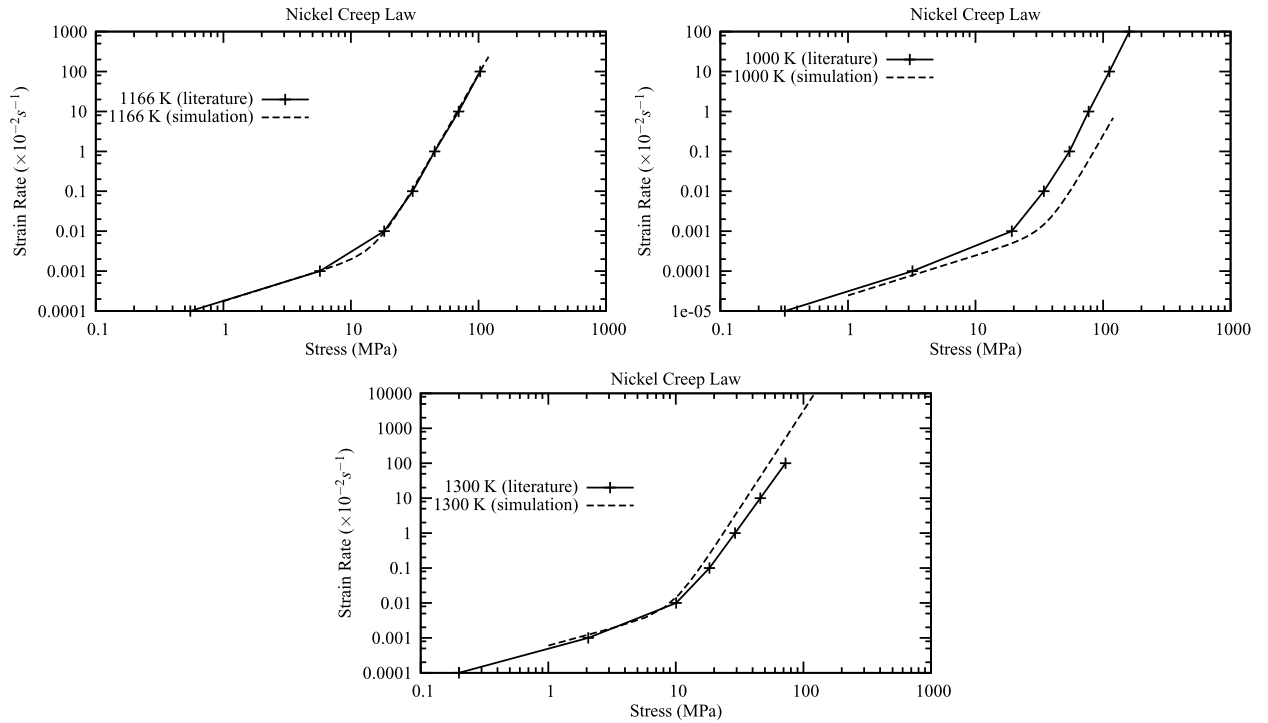 Nickel Creep Law
1000
100
10
1
0.1
0.01
0.001
0.0001
Strain Rate (×10−2s−1)
1166 K (literature)
1166 K (simulation)
0.1
1
10
100
1000
Stress (MPa)
Nickel Creep Law
100
10
1
0.1
0.01
0.001
0.0001
1e-05
Strain Rate (×10−2s−1)
1000 K (literature)
1000 K (simulation)
0.1
1
10
100
1000
Stress (MPa)
Nickel Creep Law
10000
1000
100
10
1
0.1
0.01
0.001
0.0001
Strain Rate (×10−2s−1)
1300 K (literature)
1300 K (simulation)
0.1
1
10
100
1000
Stress (MPa)